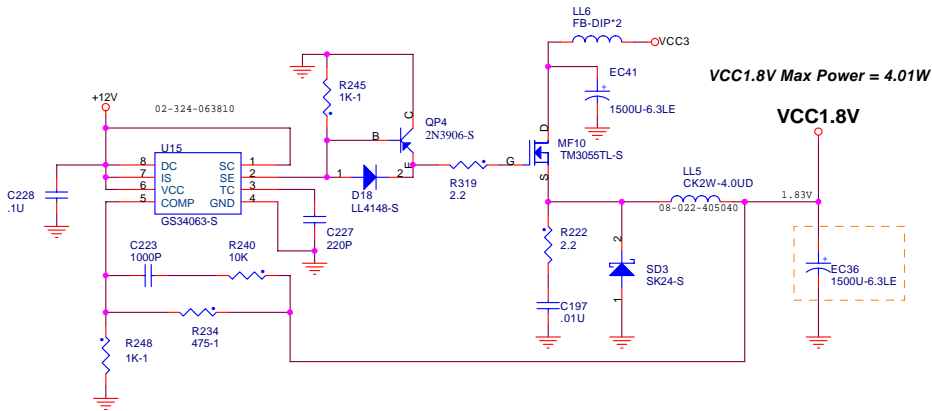 LL6
FB-DIP*2
VCC3
VCC1.8V Max Power = 4.01W
EC41
1500U-6.3LE
VCC1.8V
R245
1K-1
+12V
02-324-063810
C
B
E
QP4
2N3906-S
D
G
S
MF10
TM3055TL-S
U15
8 DC SC 1
7 IS SE 2
6 VCC TC 3
5 COMP GND 4
GS34063-S
C228
.1U
1 2
D18
LL4148-S
R319
2.2
LL5
CK2W-4.0UD
08-022-405040
1.83V
C227
220P
R222
2.2
2
1
SD3
SK24-S
EC36
1500U-6.3LE
C223
1000P
R240
10K
C197
.01U
R234
475-1
R248
1K-1